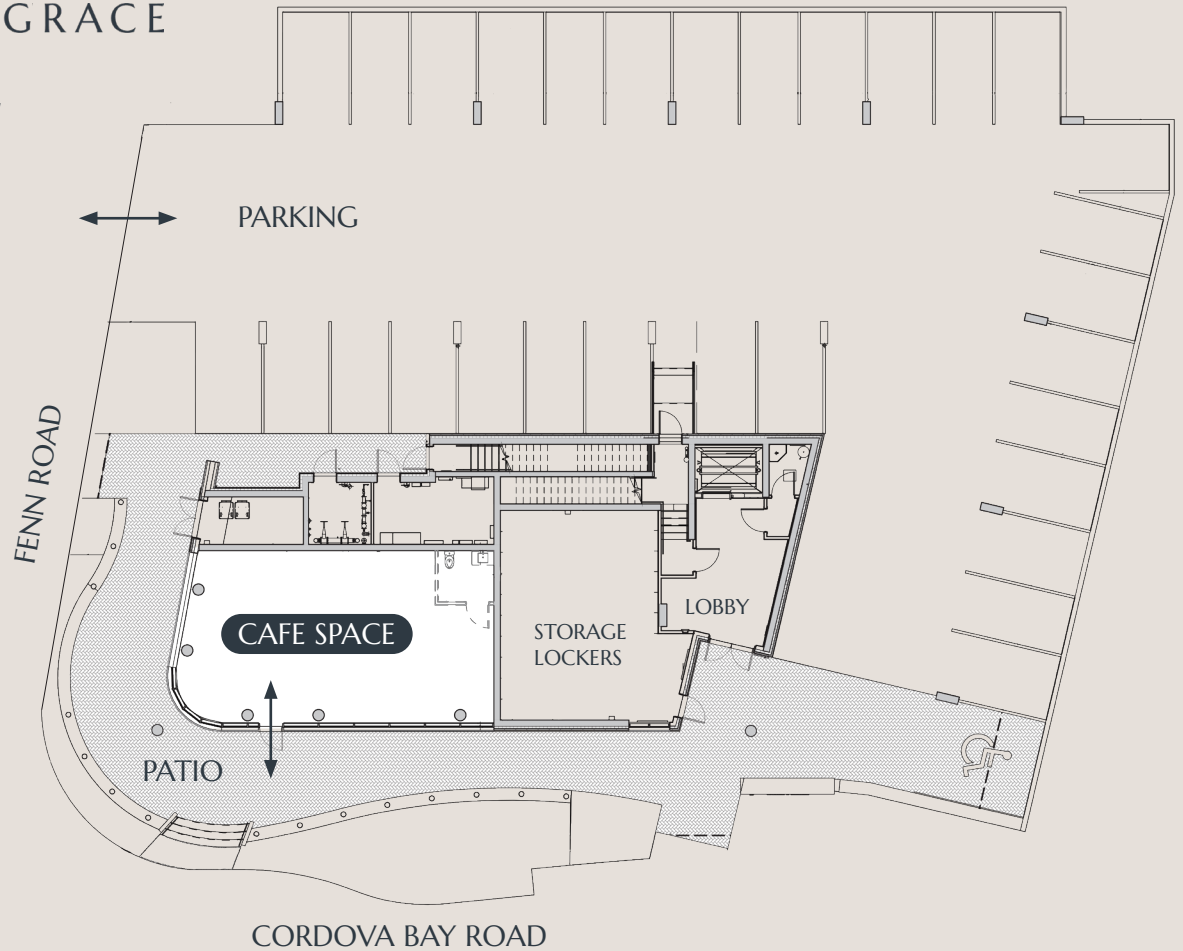 GRACE
PARKING
FENN ROAD
CAFE SPACE
LOBBY
STORAGE
LOCKERS
PATIO
CORDOVA BAY ROAD